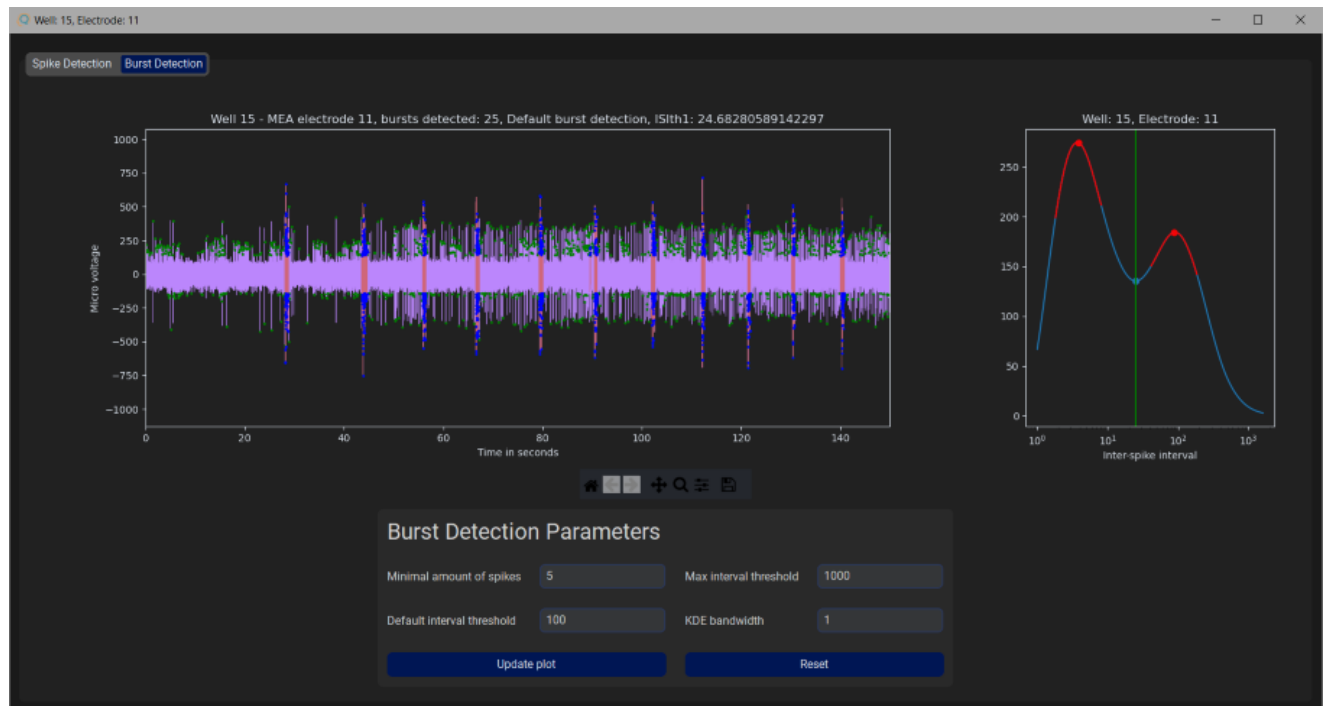 Well: 15, Electrode: 11
Spike Detection Burst Detection
Well 15 - MEA electrode 11, bursts detected: 25, Default burst detection, ISIth1: 24.68280589142297
1000
750
500
250
0
−250
−500
−750
−1000
Micro voltage
0 20 40 60 80 100 120 140
Time in seconds
Well: 15, Electrode: 11
250
200
150
100
50
0
10⁰ 10¹ 10² 10³
Inter-spike interval
Burst Detection Parameters
Minimal amount of spikes 5 Max interval threshold 1000
Default interval threshold 100 KDE bandwidth 1
Update plot Reset